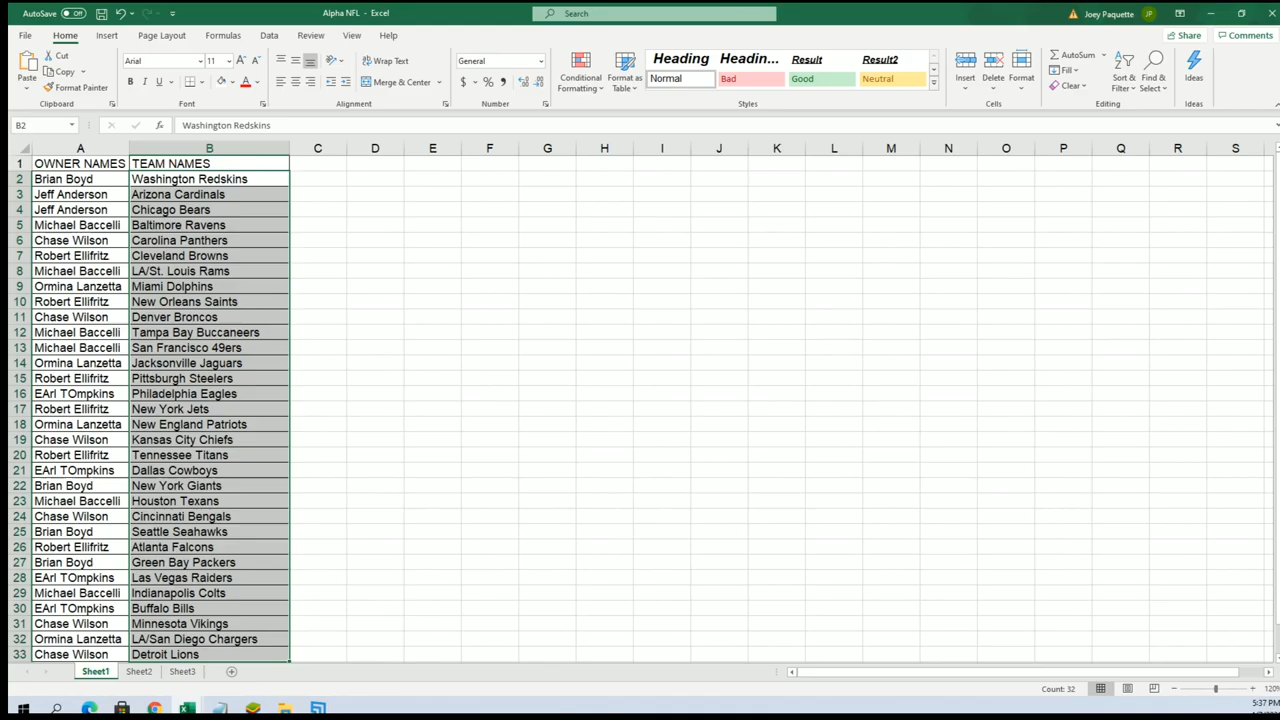 AutoSave Off Alpha NFL - Excel Search Joey Paquette JP
File Home Insert Page Layout Formulas Data Review View Help Share Comments
Paste Cut Copy Format Painter Clipboard
Arial 11 A A B I U A Font
Wrap Text Merge & Center Alignment
General $ % Number
Conditional Formatting Format as Table
Heading Headin... Result Result2
Normal Bad Good Neutral
Styles
Insert Delete Format Cells
AutoSum Fill Clear Sort & Filter Find & Select Editing
Ideas Ideas
B2 fx Washington Redskins
A B C D E F G H I J K L M N O P Q R S
1 OWNER NAMES TEAM NAMES
2 Brian Boyd Washington Redskins
3 Jeff Anderson Arizona Cardinals
4 Jeff Anderson Chicago Bears
5 Michael Baccelli Baltimore Ravens
6 Chase Wilson Carolina Panthers
7 Robert Ellifritz Cleveland Browns
8 Michael Baccelli LA/St. Louis Rams
9 Ormina Lanzetta Miami Dolphins
10 Robert Ellifritz New Orleans Saints
11 Chase Wilson Denver Broncos
12 Michael Baccelli Tampa Bay Buccaneers
13 Michael Baccelli San Francisco 49ers
14 Ormina Lanzetta Jacksonville Jaguars
15 Robert Ellifritz Pittsburgh Steelers
16 EArl TOmpkins Philadelphia Eagles
17 Robert Ellifritz New York Jets
18 Ormina Lanzetta New England Patriots
19 Chase Wilson Kansas City Chiefs
20 Robert Ellifritz Tennessee Titans
21 EArl TOmpkins Dallas Cowboys
22 Brian Boyd New York Giants
23 Michael Baccelli Houston Texans
24 Chase Wilson Cincinnati Bengals
25 Brian Boyd Seattle Seahawks
26 Robert Ellifritz Atlanta Falcons
27 Brian Boyd Green Bay Packers
28 EArl TOmpkins Las Vegas Raiders
29 Michael Baccelli Indianapolis Colts
30 EArl TOmpkins Buffalo Bills
31 Chase Wilson Minnesota Vikings
32 Ormina Lanzetta LA/San Diego Chargers
33 Chase Wilson Detroit Lions
Sheet1 Sheet2 Sheet3
Count: 32 120%
5:37 PM